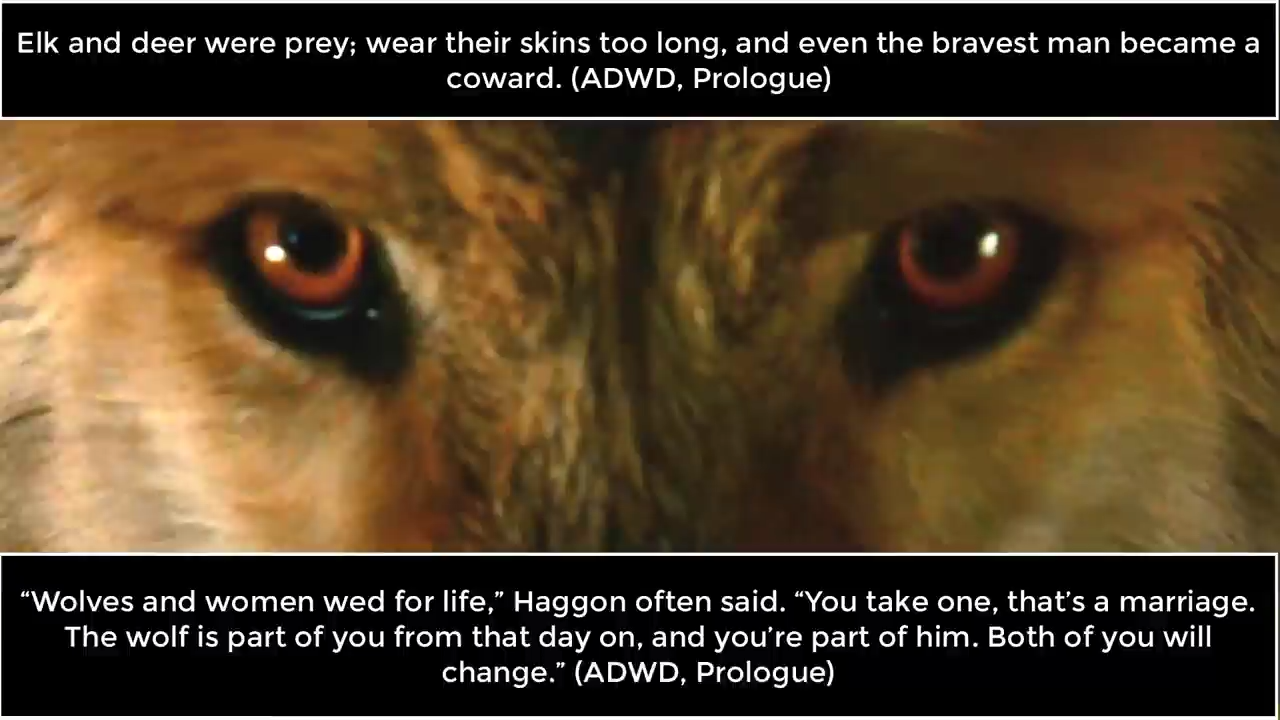 Elk and deer were prey; wear their skins too long, and even the bravest man became a
coward. (ADWD, Prologue)
“Wolves and women wed for life,” Haggon often said. “You take one, that’s a marriage.
The wolf is part of you from that day on, and you’re part of him. Both of you will
change.” (ADWD, Prologue)